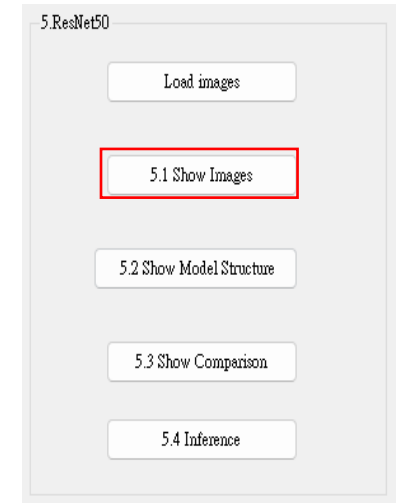 5.ResNet50
Load images
5.1 Show Images
5.2 Show Model Structure
5.3 Show Comparison
5.4 Inference